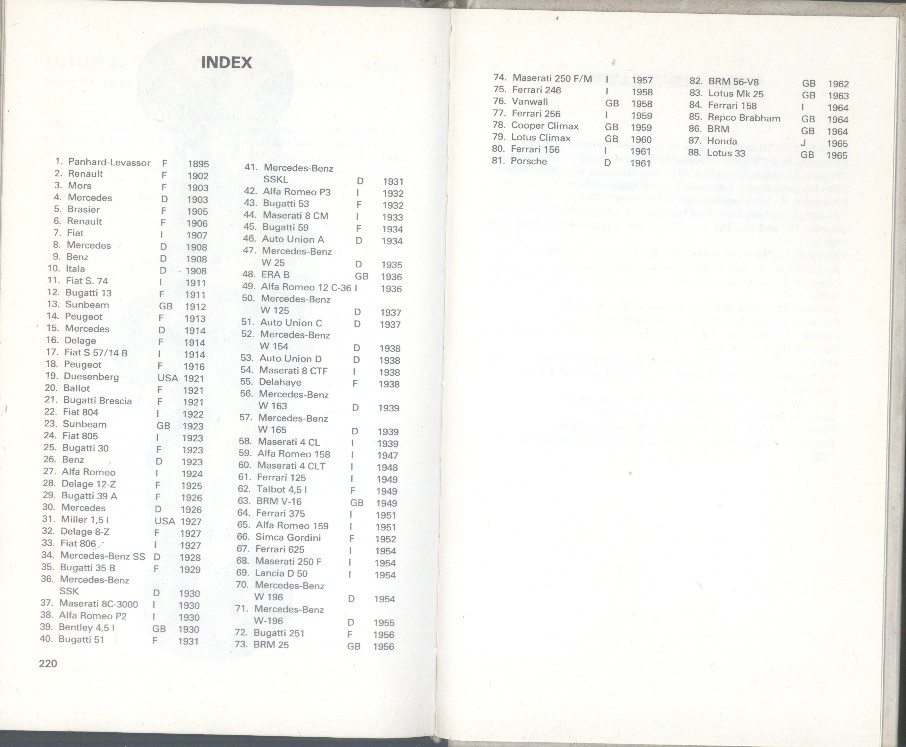 INDEX
1. Panhard-Levassor F 1895
2. Renault F 1902
3. Mors F 1903
4. Mercedes D 1903
5. Brasier F 1905
6. Renault F 1906
7. Fiat I 1907
8. Mercedes D 1908
9. Benz D 1908
10. Itala D - 1908
11. Fiat S. 74 I 1911
12. Bugatti 13 F 1911
13. Sunbeam GB 1912
14. Peugeot F 1913
15. Mercedes D 1914
16. Delage F 1914
17. Fiat S 57/14 B I 1914
18. Peugeot F 1916
19. Duesenberg USA 1921
20. Ballot F 1921
21. Bugatti Brescia F 1921
22. Fiat 804 I 1922
23. Sunbeam GB 1923
24. Fiat 805 I 1923
25. Bugatti 30 F 1923
26. Benz D 1923
27. Alfa Romeo I 1924
28. Delage 12-Z F 1925
29. Bugatti 39 A F 1926
30. Mercedes D 1926
31. Miller 1,5 l USA 1927
32. Delage 8-Z F 1927
33. Fiat 806 I 1927
34. Mercedes-Benz SS D 1928
35. Bugatti 35 B F 1929
36. Mercedes-Benz
SSK D 1930
37. Maserati 8C-3000 I 1930
38. Alfa Romeo P2 I 1930
39. Bentley 4,5 l GB 1930
40. Bugatti 51 F 1931
220
41. Mercedes-Benz
SSKL D 1931
42. Alfa Romeo P3 I 1932
43. Bugatti 53 F 1932
44. Maserati 8 CM I 1933
45. Bugatti 59 F 1934
46. Auto Union A D 1934
47. Mercedes-Benz
W 25 D 1935
48. ERA B GB 1936
49. Alfa Romeo 12 C-36 I 1936
50. Mercedes-Benz
W 125 D 1937
51. Auto Union C D 1937
52. Mercedes-Benz
W 154 D 1938
53. Auto Union D D 1938
54. Maserati 8 CTF I 1938
55. Delahaye F 1938
56. Mercedes-Benz
W 163 D 1939
57. Mercedes-Benz
W 165 D 1939
58. Maserati 4 CL I 1939
59. Alfa Romeo 158 I 1947
60. Maserati 4 CLT I 1948
61. Ferrari 125 I 1949
62. Talbot 4,5 l F 1949
63. BRM V-16 GB 1949
64. Ferrari 375 I 1951
65. Alfa Romeo 159 I 1951
66. Simca Gordini F 1952
67. Ferrari 625 I 1954
68. Maserati 250 F I 1954
69. Lancia D 50 I 1954
70. Mercedes-Benz
W 196 D 1954
71. Mercedes-Benz
W-196 D 1955
72. Bugatti 251 F 1956
73. BRM 25 GB 1956
74. Maserati 250 F/M I 1957
75. Ferrari 246 I 1958
76. Vanwall GB 1958
77. Ferrari 256 I 1959
78. Cooper Climax GB 1959
79. Lotus Climax GB 1960
80. Ferrari 156 I 1961
81. Porsche D 1961
82. BRM 56-V8 GB 1962
83. Lotus Mk 25 GB 1963
84. Ferrari 158 I 1964
85. Repco Brabham GB 1964
86. BRM GB 1964
87. Honda J 1965
88. Lotus 33 GB 1965